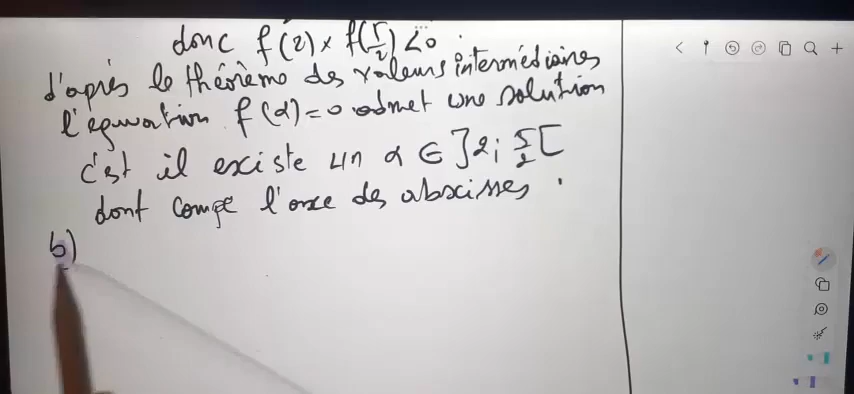 donc f(2) × f(5/2) < 0 .
d'après le théorème des valeurs intermédiaires
l'equation f(α) = 0 admet une solution
c'est il existe un α ∈ ]2; 5/2[
dont coupe l'axe des abscisses .
b)